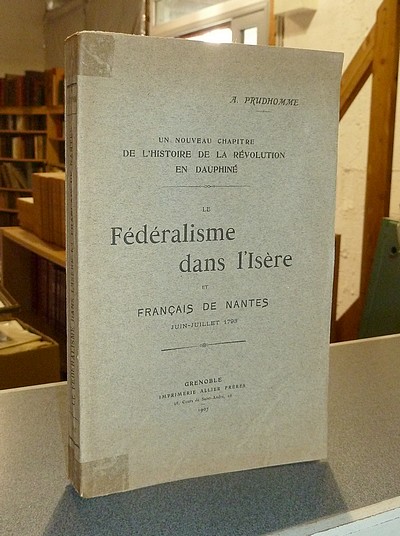 A. PRUDHOMME
UN NOUVEAU CHAPITRE
DE L'HISTOIRE DE LA RÉVOLUTION
EN DAUPHINÉ
LE
Fédéralisme
dans l'Isère
ET
FRANÇAIS DE NANTES
JUIN-JUILLET 1793
GRENOBLE
IMPRIMERIE ALLIER FRÈRES
26, Cours de Saint-André, 26
1907